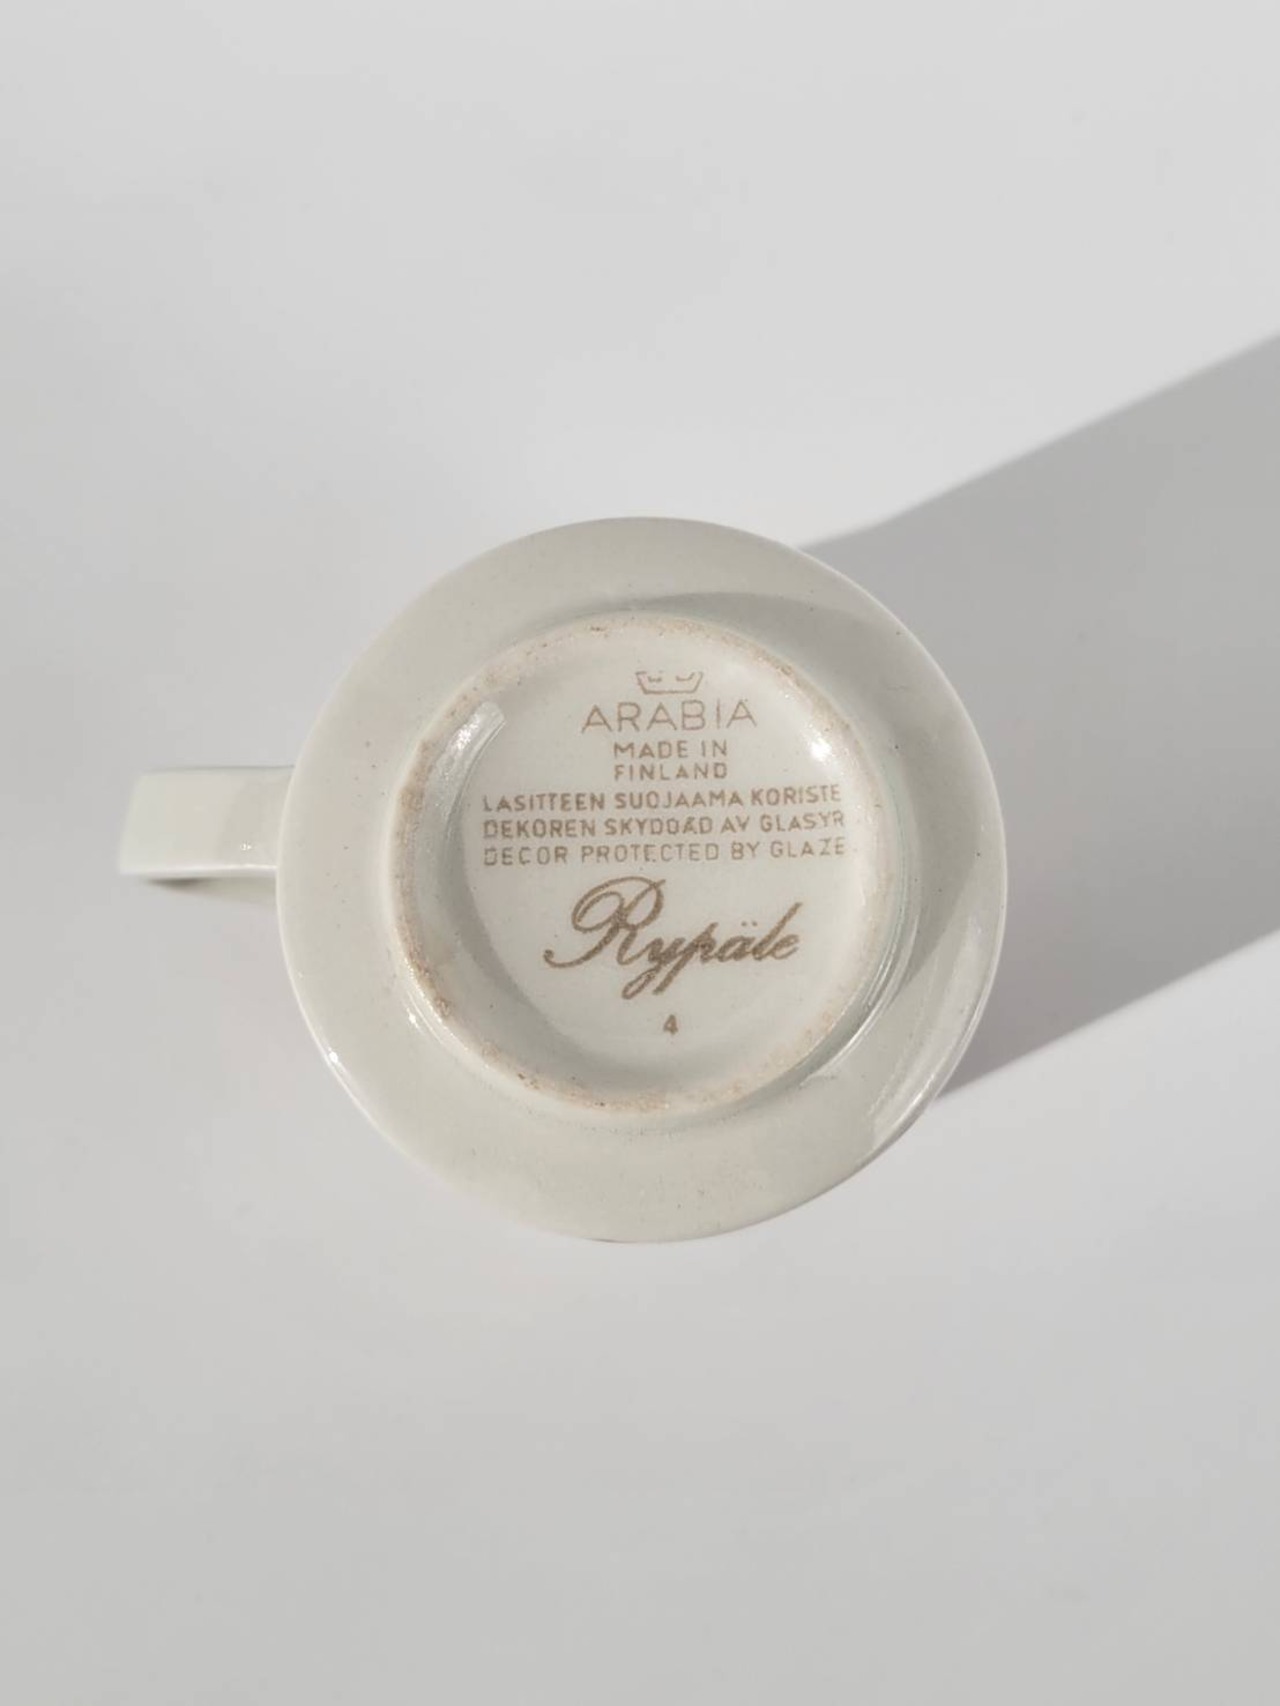 ARABIA
MADE IN
FINLAND
LASITTEEN SUOJAAMA KORISTE
DEKOREN SKYDDAD AV GLASYR
DECOR PROTECTED BY GLAZE
Rypäle
4